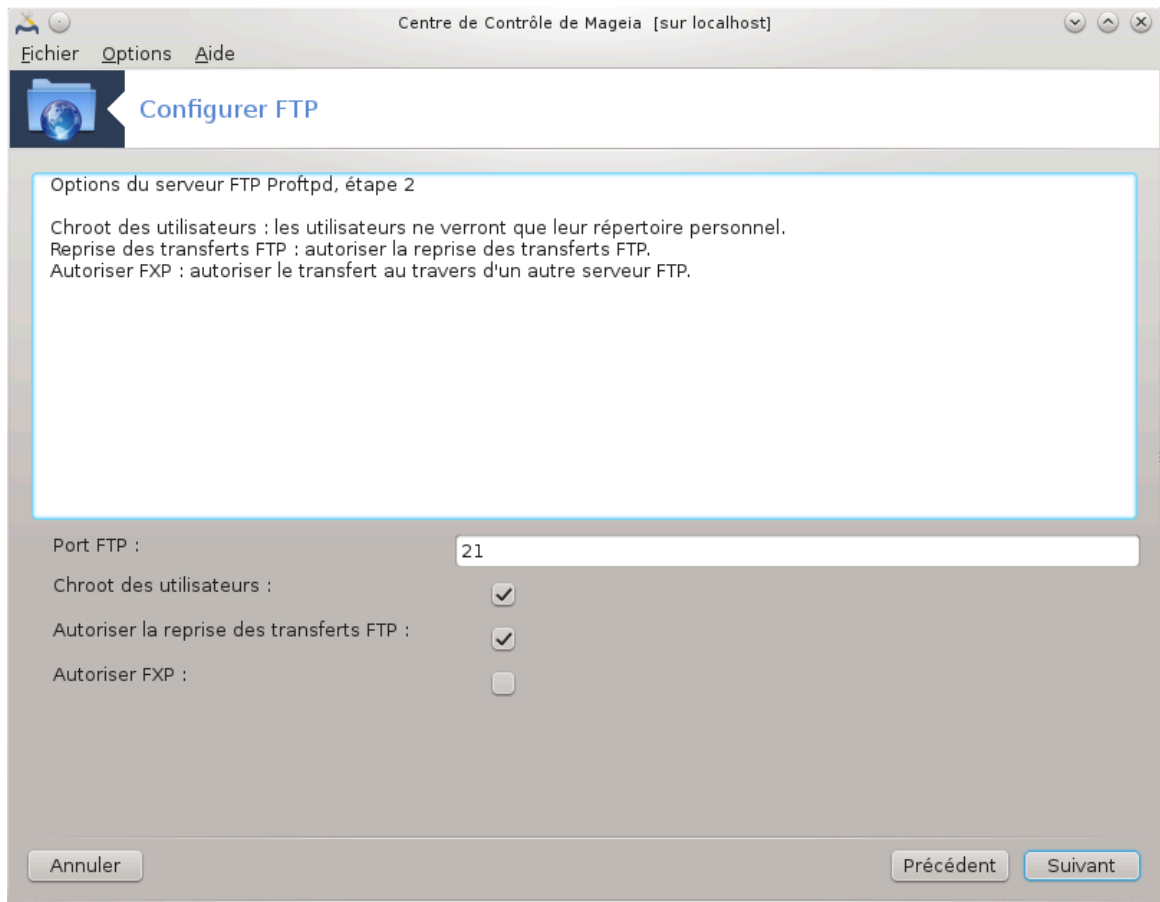 Centre de Contrôle de Mageia [sur localhost]
Fichier Options Aide
Configurer FTP
Options du serveur FTP Proftpd, étape 2
Chroot des utilisateurs : les utilisateurs ne verront que leur répertoire personnel.
Reprise des transferts FTP : autoriser la reprise des transferts FTP.
Autoriser FXP : autoriser le transfert au travers d'un autre serveur FTP.
Port FTP : 21
Chroot des utilisateurs :
Autoriser la reprise des transferts FTP :
Autoriser FXP :
Annuler Précédent Suivant